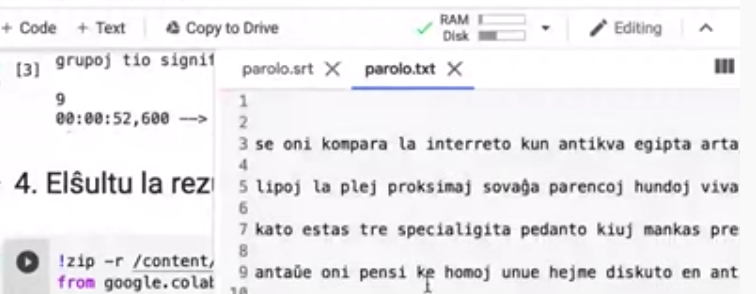 + Code + Text Copy to Drive RAM Disk Editing
[3] grupoj tio signif
9
00:00:52,600 -->
4. Elŝultu la rez
!zip -r /content/
from google.colab
parolo.srt parolo.txt
1
2
3 se oni kompara la interreto kun antikva egipta arta
4
5 lipoj la plej proksimaj sovaĝa parencoj hundoj viva
6
7 kato estas tre specialigita pedanto kiuj mankas pre
8
9 antaŭe oni pensi ke homoj unue hejme diskuto en ant
10